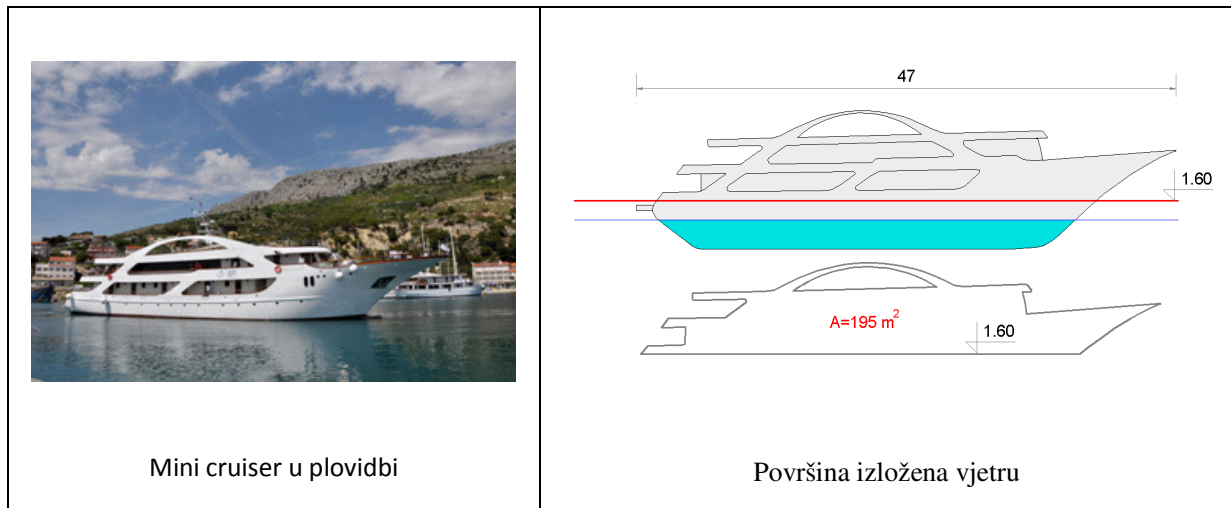 47
1.60
A=195 m²
1.60
Mini cruiser u plovidbi
Površina izložena vjetru